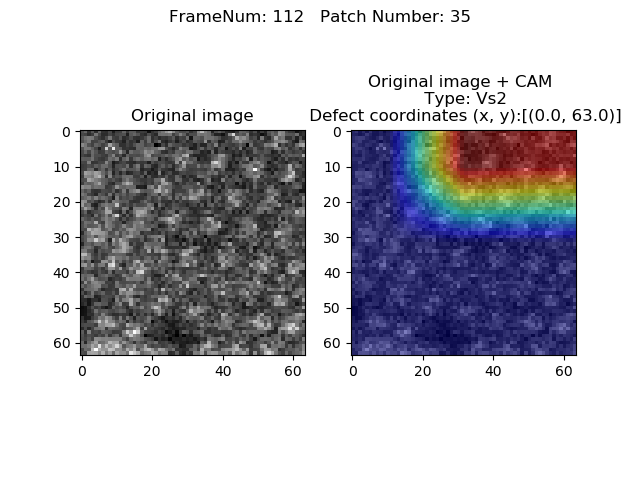 FrameNum: 112   Patch Number: 35
Original image
0
10
20
30
40
50
60
0 20 40 60
Original image + CAM
Type: Vs2
Defect coordinates (x, y):[(0.0, 63.0)]
0
10
20
30
40
50
60
0 20 40 60